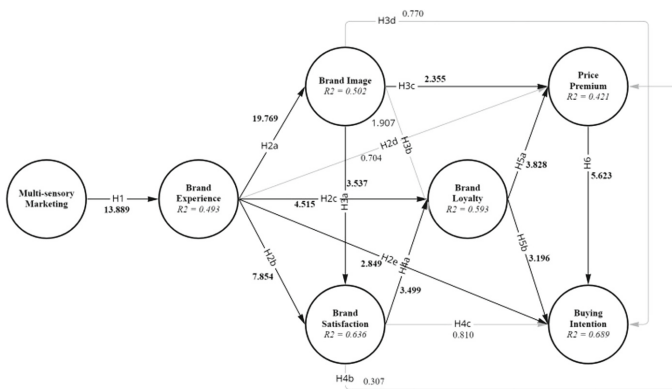 H3d 0.770
Brand Image
R2 = 0.502
Price
Premium
R2 = 0.421
H3c 2.355
19.769
H2a
1.907
H2d
0.704
H3b
3.537
H3a
H5a
3.828
H6
5.623
Multi-sensory
Marketing
H1
13.889
Brand
Experience
R2 = 0.493
H2c
4.515
Brand
Loyalty
R2 = 0.593
H2b
7.854
2.849
H2e
H4a
3.499
H5b
3.196
Brand
Satisfaction
R2 = 0.636
H4c
0.810
Buying
Intention
R2 = 0.689
H4b 0.307